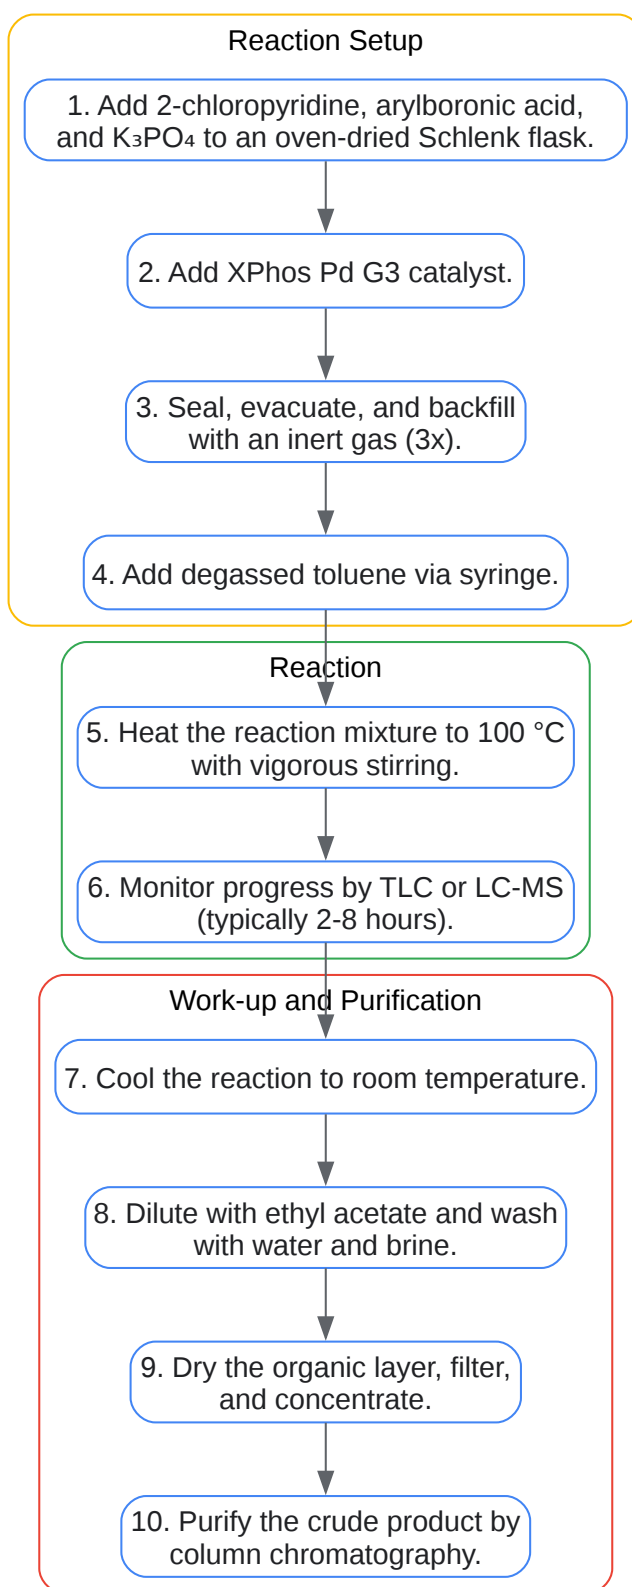 Reaction Setup
1. Add 2-chloropyridine, arylboronic acid,
and K₃PO₄ to an oven-dried Schlenk flask.
2. Add XPhos Pd G3 catalyst.
3. Seal, evacuate, and backfill
with an inert gas (3x).
4. Add degassed toluene via syringe.
Reaction
5. Heat the reaction mixture to 100 °C
with vigorous stirring.
6. Monitor progress by TLC or LC-MS
(typically 2-8 hours).
Work-up and Purification
7. Cool the reaction to room temperature.
8. Dilute with ethyl acetate and wash
with water and brine.
9. Dry the organic layer, filter,
and concentrate.
10. Purify the crude product by
column chromatography.